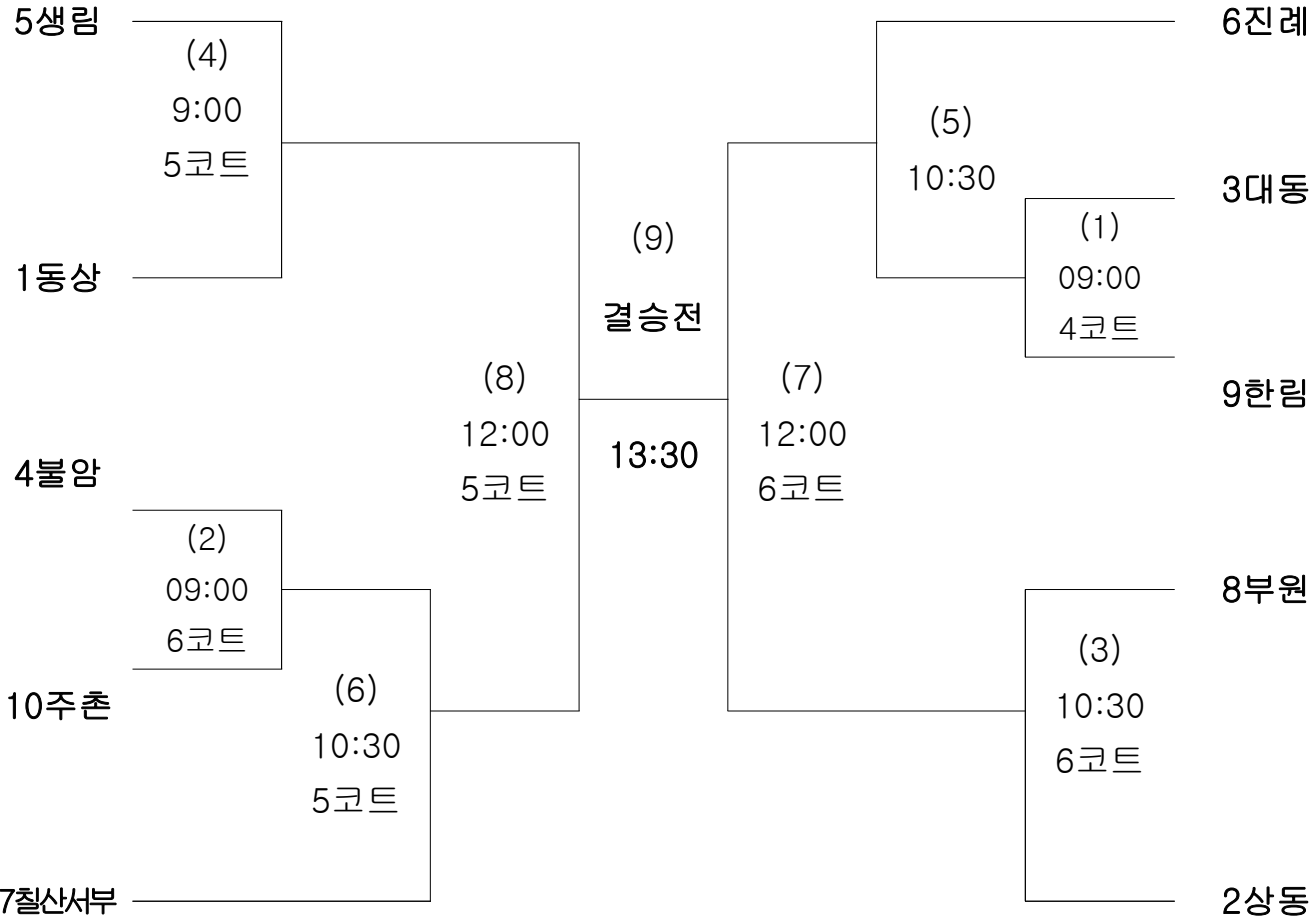 5생림
(4)
9:00
5코트
1동상
4불암
(2)
09:00
6코트
10주촌
(6)
10:30
5코트
7칠산서부
(8)
12:00
5코트
(9)
결승전
13:30
(7)
12:00
6코트
6진례
(5)
10:30
3대동
(1)
09:00
4코트
9한림
8부원
(3)
10:30
6코트
2상동